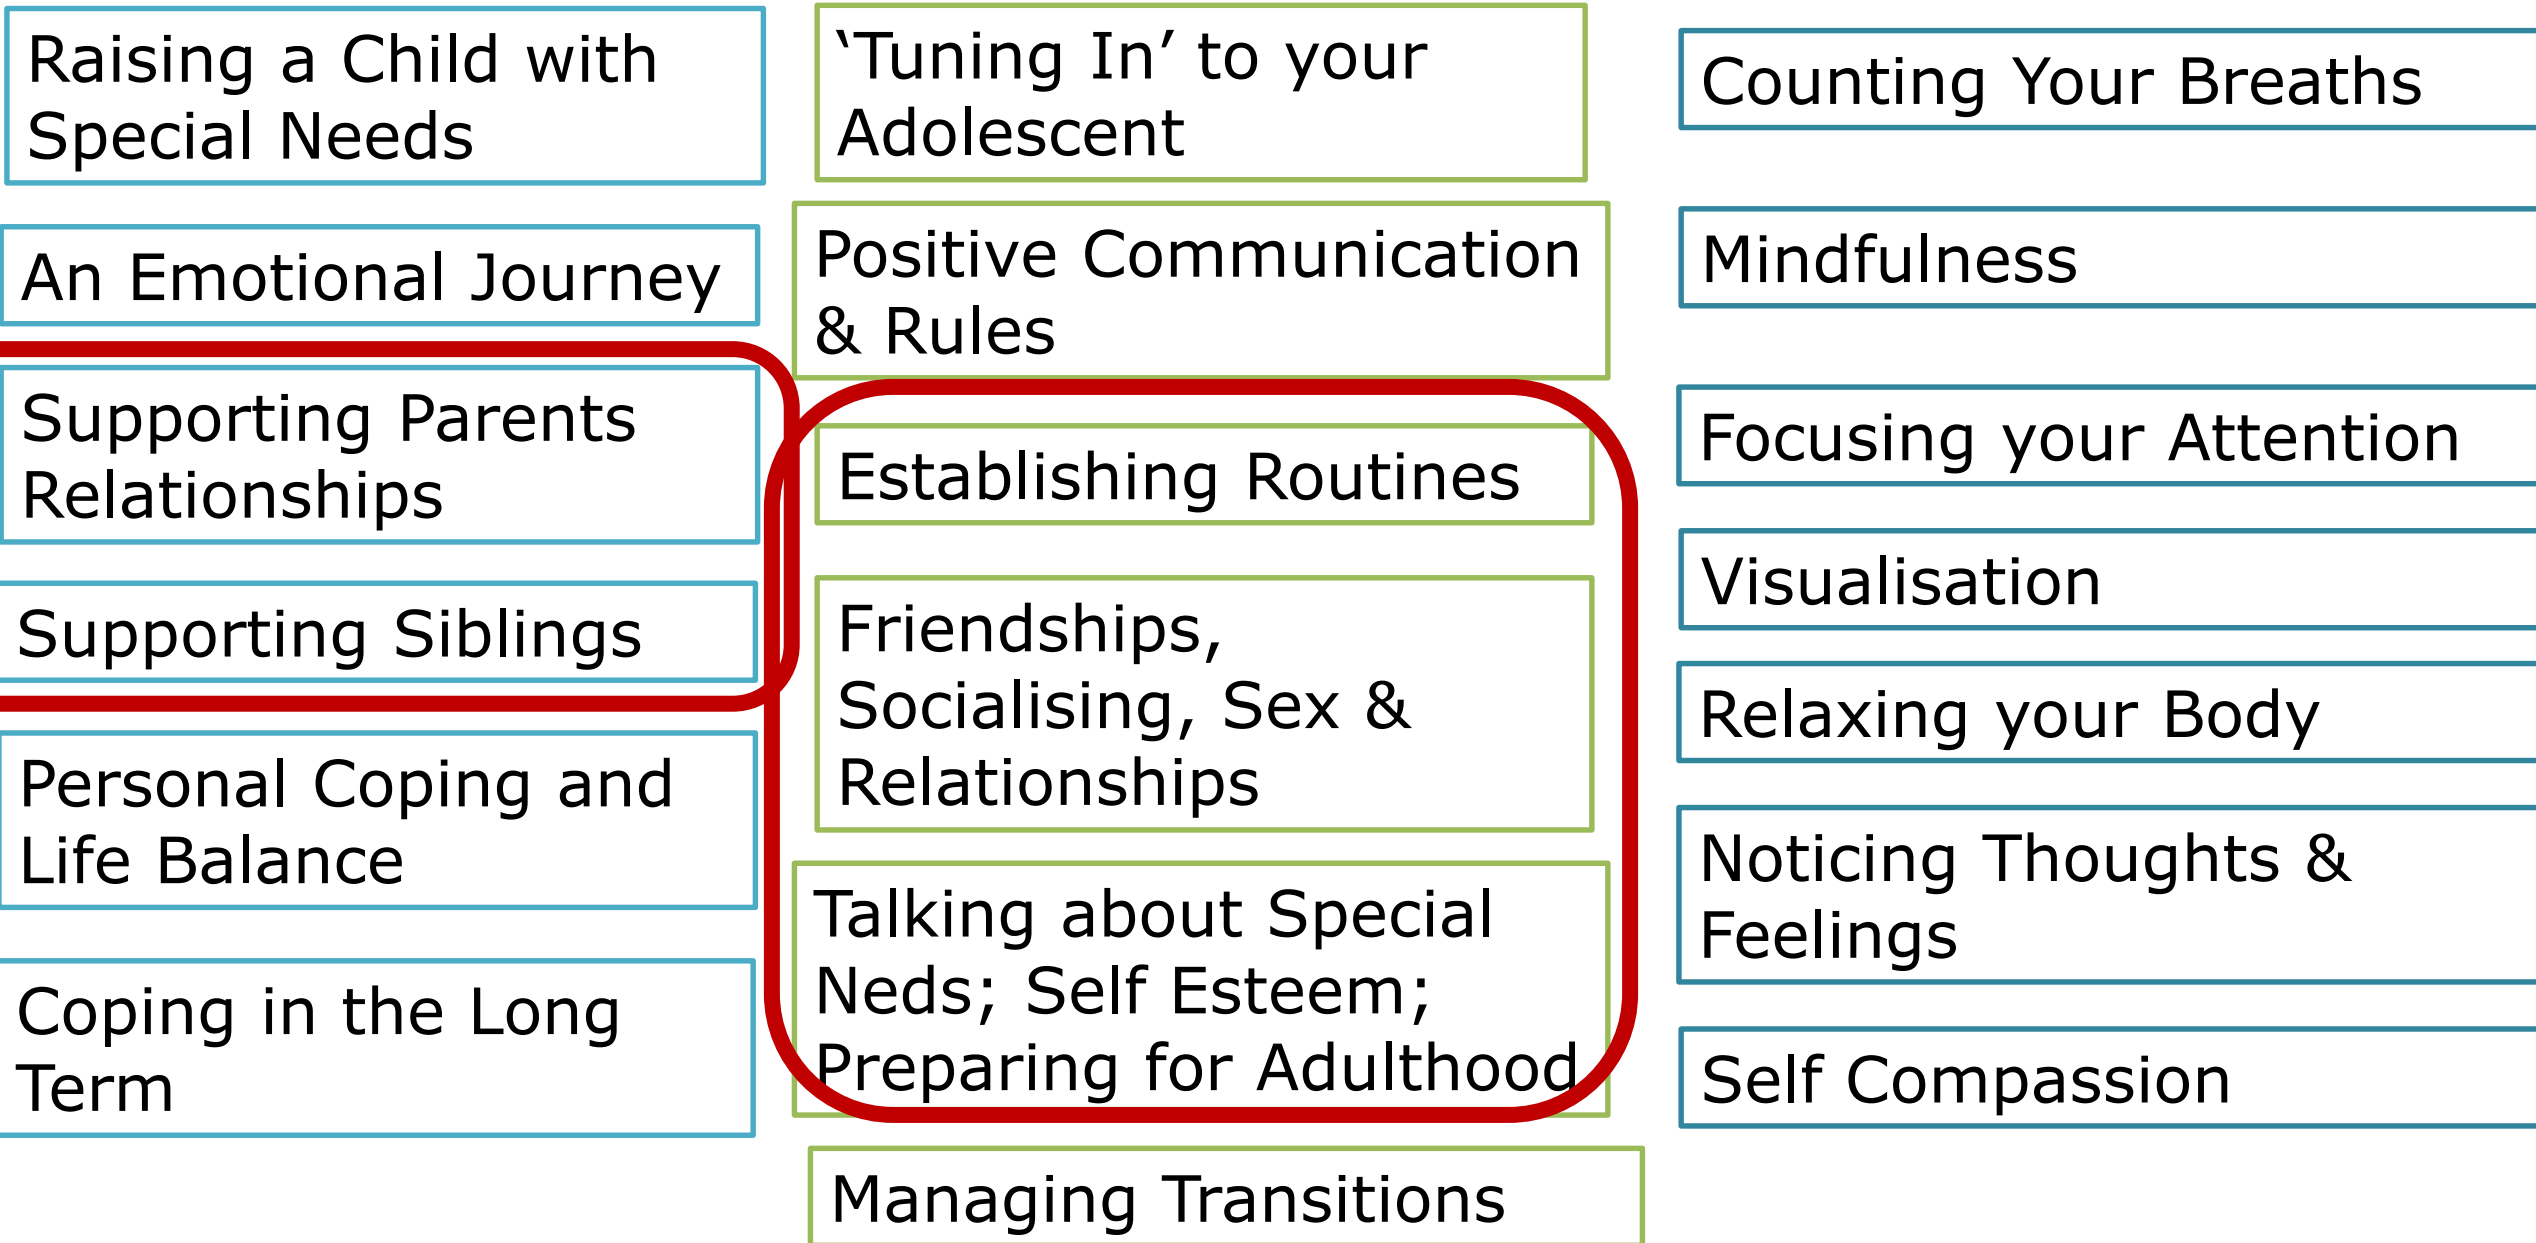 Raising a Child with
Special Needs
An Emotional Journey
Supporting Parents
Relationships
Supporting Siblings
Personal Coping and
Life Balance
Coping in the Long
Term
‘Tuning In’ to your
Adolescent
Positive Communication
& Rules
Establishing Routines
Friendships,
Socialising, Sex &
Relationships
Talking about Special
Neds; Self Esteem;
Preparing for Adulthood
Managing Transitions
Counting Your Breaths
Mindfulness
Focusing your Attention
Visualisation
Relaxing your Body
Noticing Thoughts &
Feelings
Self Compassion